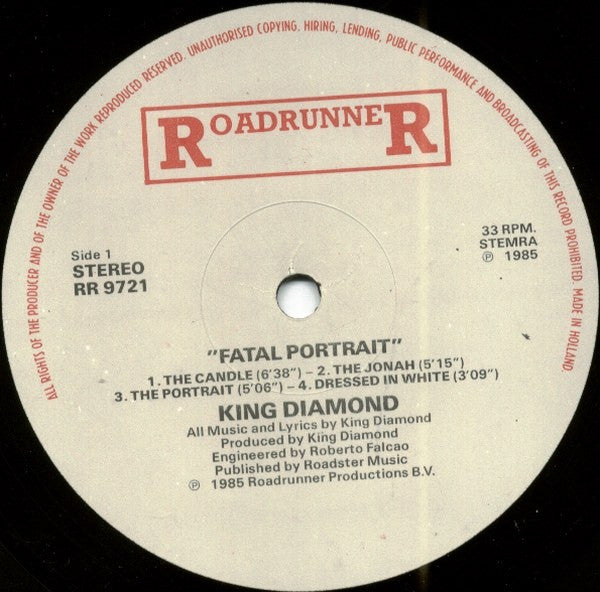 ALL RIGHTS OF THE PRODUCER AND OF THE OWNER OF THE WORK REPRODUCED RESERVED. UNAUTHORISED COPYING. HIRING, LENDING, PUBLIC PERFORMANCE AND BROADCASTING OF THIS RECORD PROHIBITED. MADE IN HOLLAND.
ROADRUNNER
Side 1
STEREO
RR 9721
33 RPM.
STEMRA
℗ 1985
"FATAL PORTRAIT"
1. THE CANDLE (6'38") – 2. THE JONAH (5'15")
3. THE PORTRAIT (5'06") – 4. DRESSED IN WHITE (3'09")
KING DIAMOND
All Music and Lyrics by King Diamond
Produced by King Diamond
Engineered by Roberto Falcao
Published by Roadster Music
℗ 1985 Roadrunner Productions B.V.